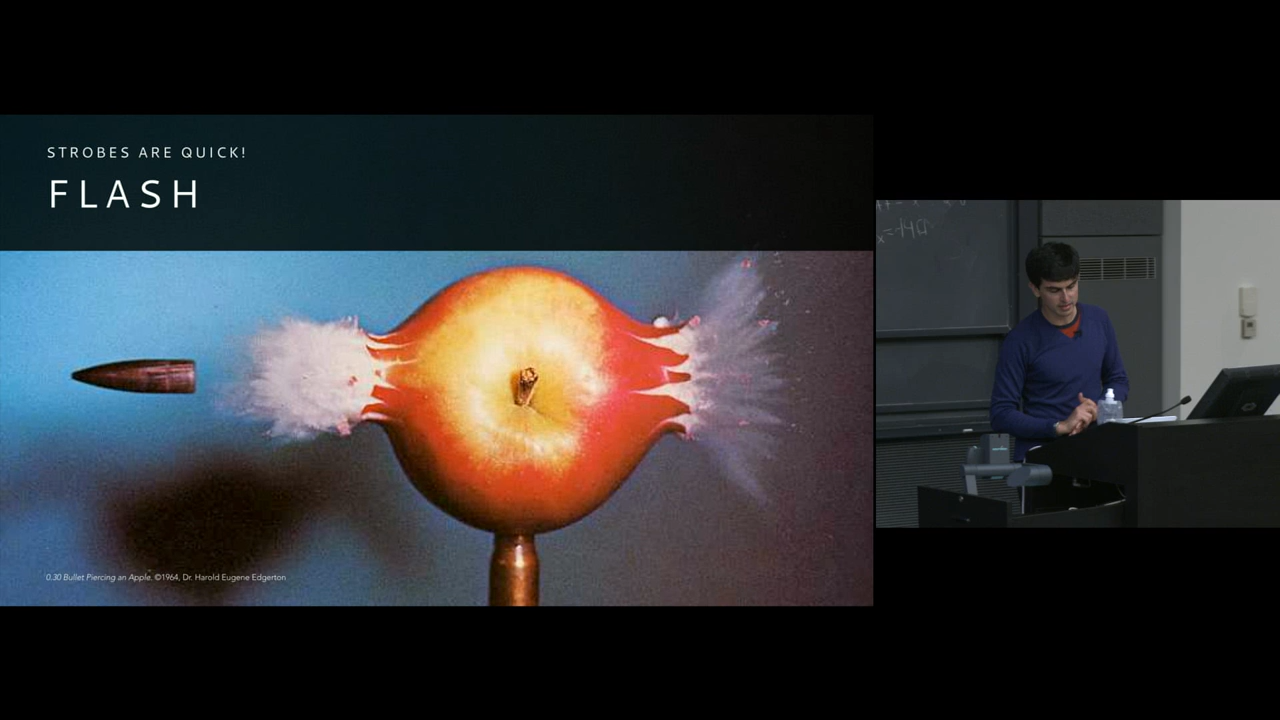 STROBES ARE QUICK!
FLASH
0.30 Bullet Piercing an Apple. ©1964, Dr. Harold Eugene Edgerton